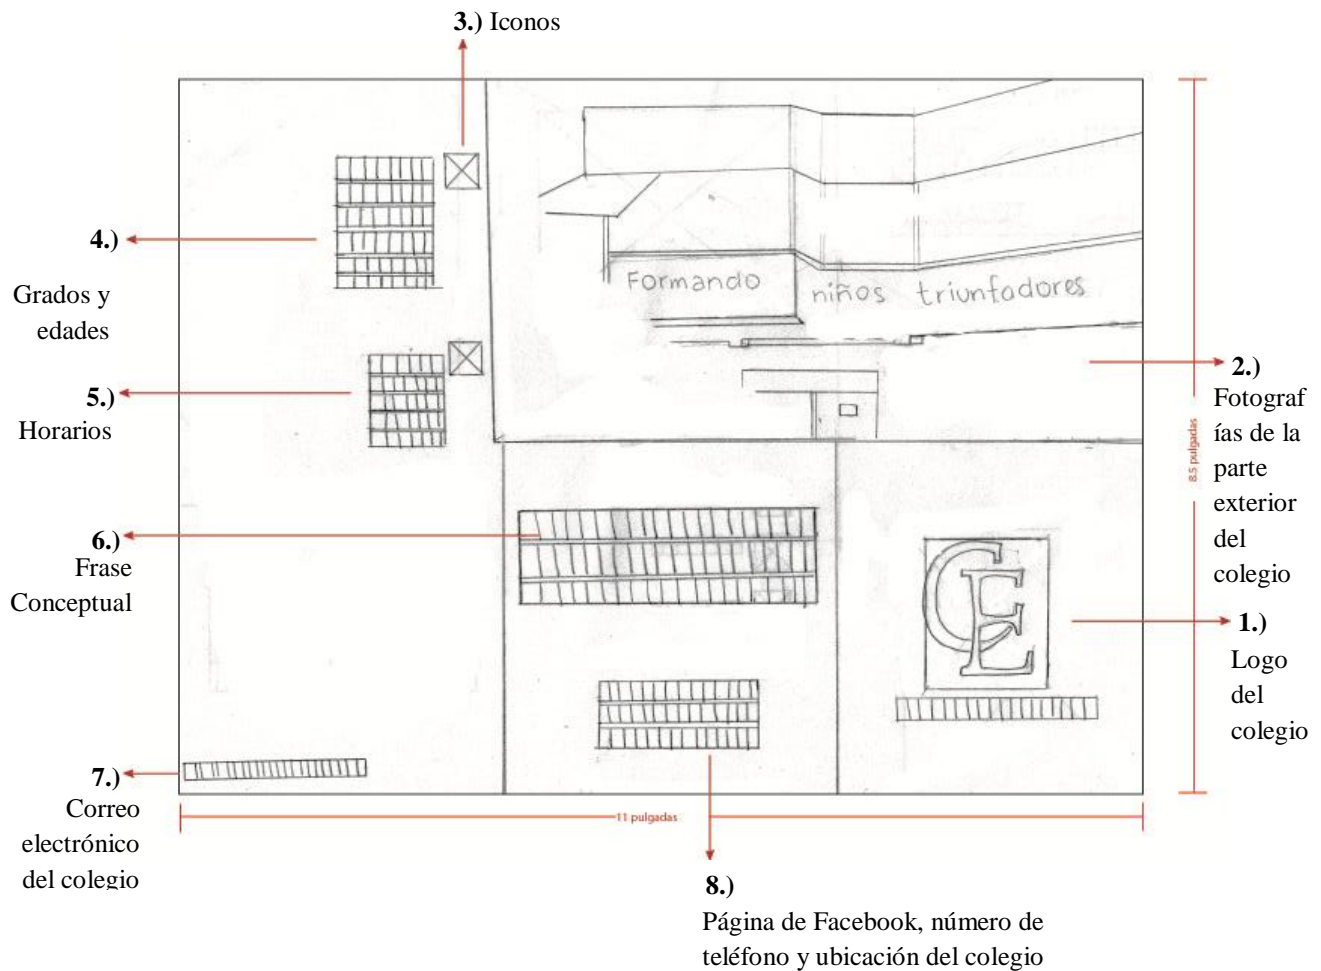 3.) Iconos
4.)
Grados y
edades
5.)
Horarios
6.)
Frase
Conceptual
7.)
Correo
electrónico
del colegio
Formando niños triunfadores
2.)
Fotograf
ías de la
parte
exterior
del
colegio
8.5 pulgadas
CE
1.)
Logo
del
colegio
11 pulgadas
8.)
Página de Facebook, número de
teléfono y ubicación del colegio